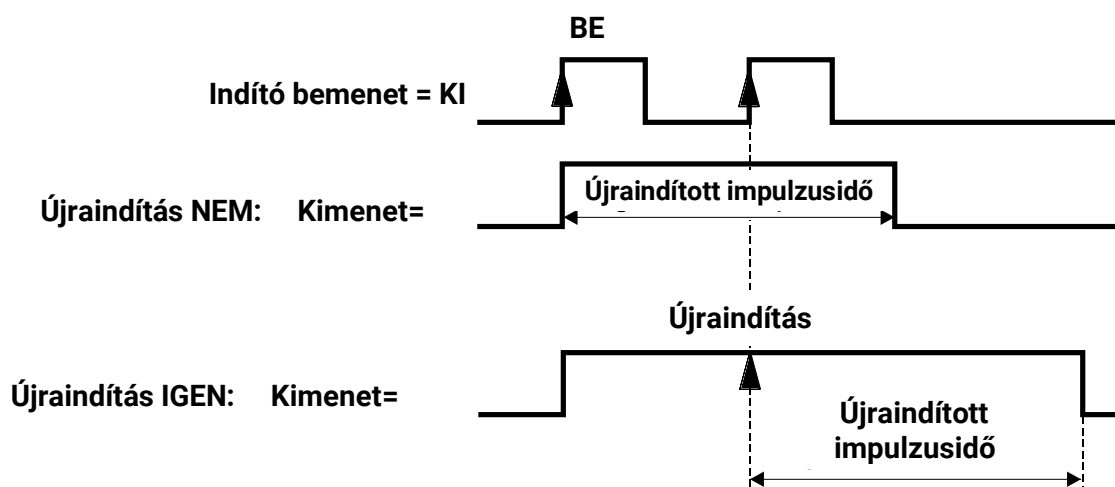 BE
Indító bemenet = KI
Újraindított impulzusidő
Újraindítás NEM: Kimenet=
Újraindítás
Újraindítás IGEN: Kimenet=
Újraindított
impulzusidő